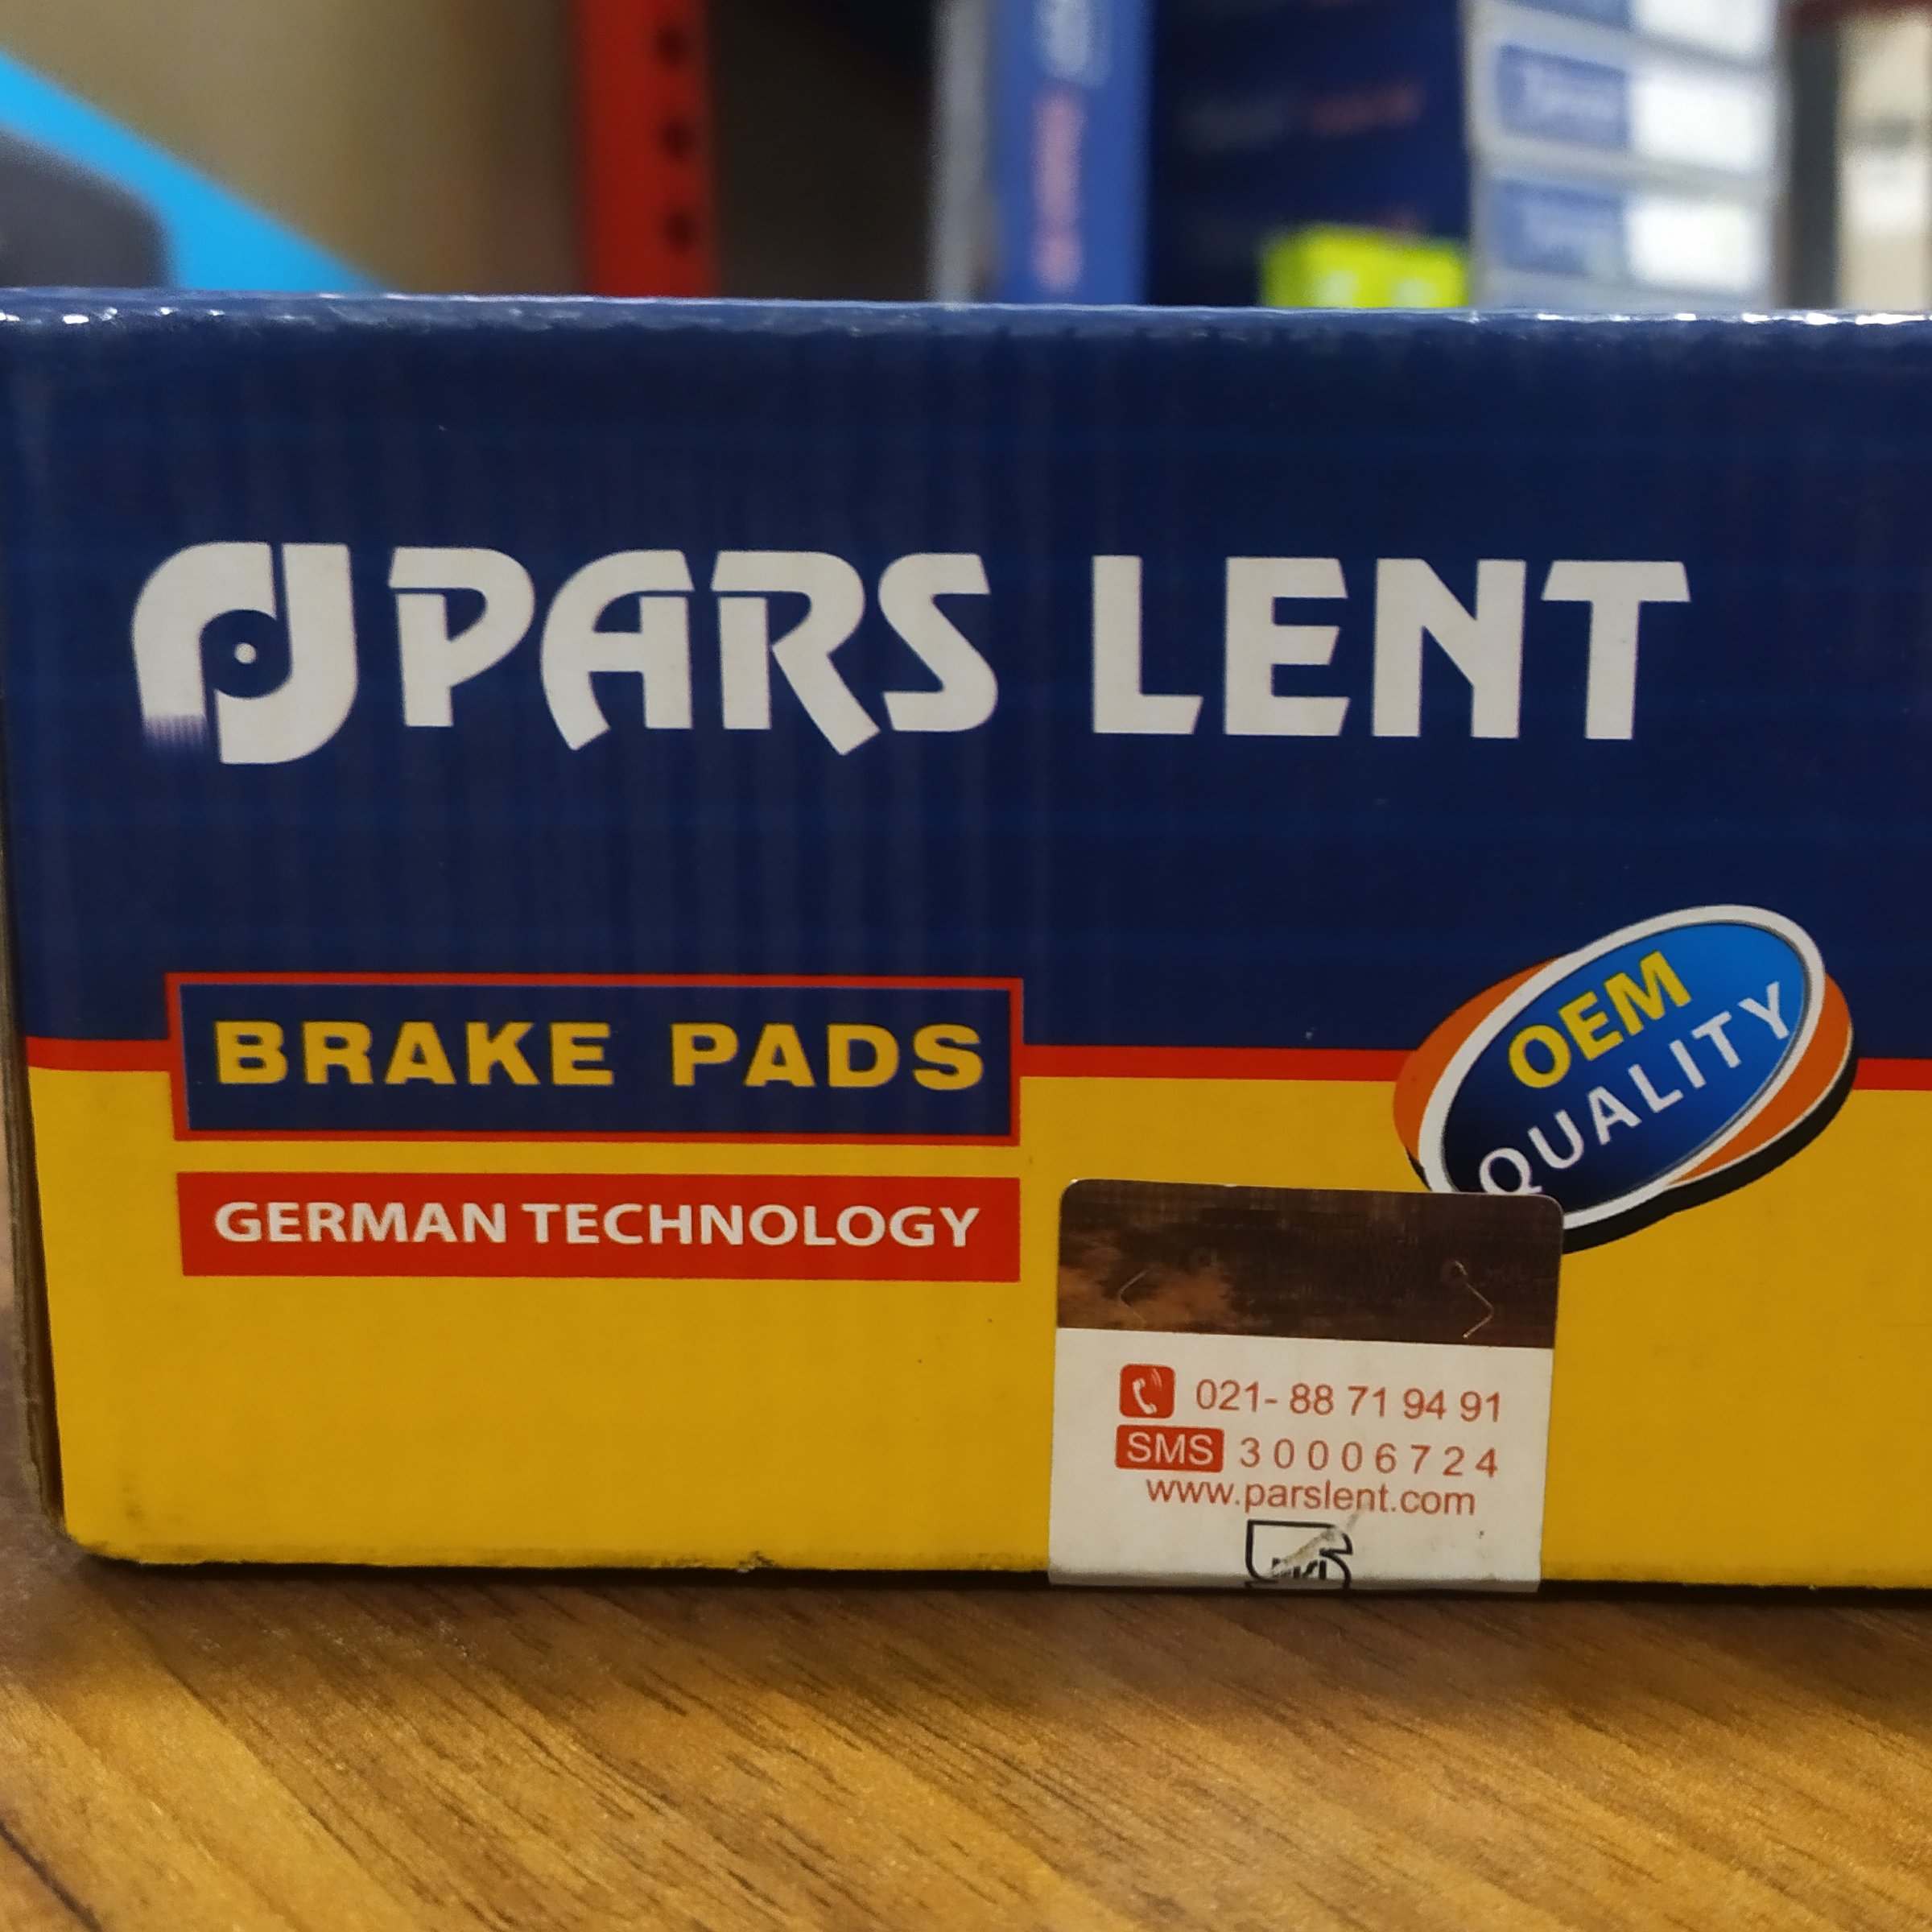 PARS LENT
BRAKE PADS
GERMAN TECHNOLOGY
OEM
QUALITY
021- 88 71 94 91
SMS 30006724
www.parslent.com